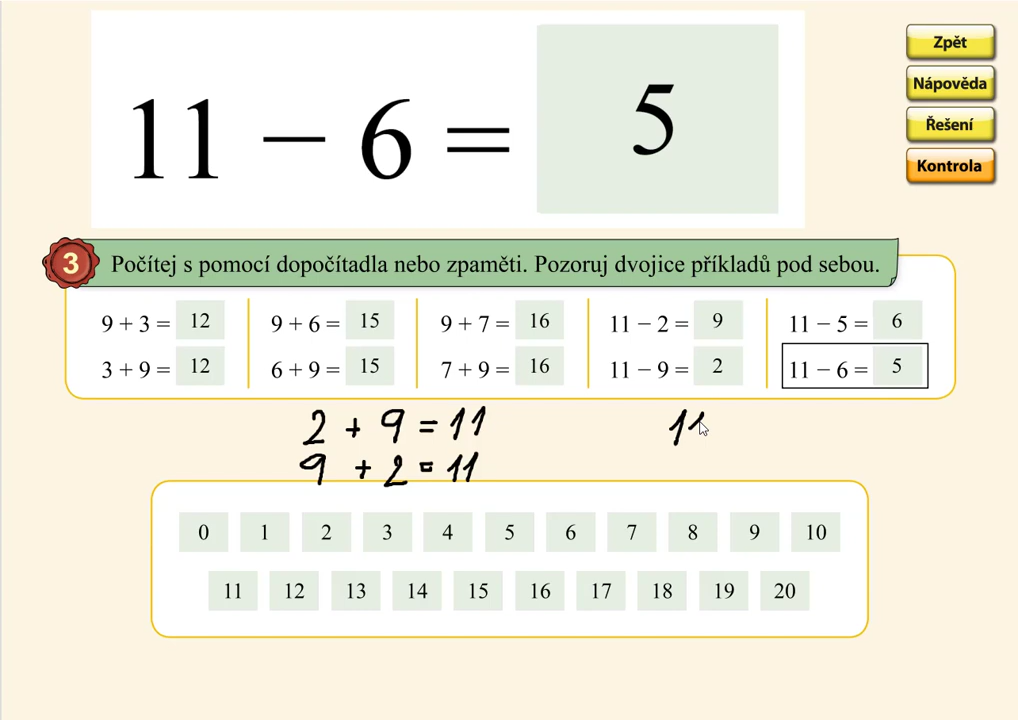 11 − 6 = 5
Zpět
Nápověda
Řešení
Kontrola
3 Počítej s pomocí dopočítadla nebo zpaměti. Pozoruj dvojice příkladů pod sebou.
9 + 3 = 12 9 + 6 = 15 9 + 7 = 16 11 − 2 = 9 11 − 5 = 6
3 + 9 = 12 6 + 9 = 15 7 + 9 = 16 11 − 9 = 2 11 − 6 = 5
2 + 9 = 11 11
9 + 2 = 11
0 1 2 3 4 5 6 7 8 9 10
11 12 13 14 15 16 17 18 19 20